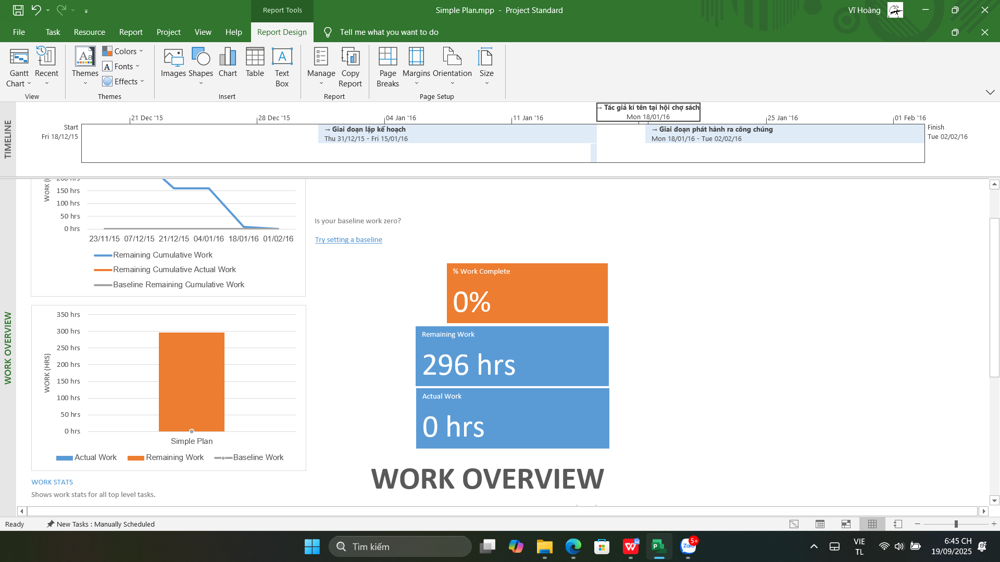 Report Tools
Simple Plan.mpp - Project Standard
Vĩ Hoàng
File Task Resource Report Project View Help Report Design Tell me what you want to do
Gantt Chart
Recent
View
Themes
Colors
Fonts
Effects
Themes
Images
Shapes
Chart
Table
Text Box
Insert
Manage
Copy Report
Report
Page Breaks
Margins
Orientation
Size
Page Setup
TIMELINE
→ Tác giả kí tên tại hội chợ sách
Mon 18/01/16
21 Dec '15 28 Dec '15 04 Jan '16 11 Jan '16 25 Jan '16 01 Feb '16
Start
Fri 18/12/15
→ Giai đoạn lập kế hoạch
Thu 31/12/15 - Fri 15/01/16
→ Giai đoạn phát hành ra công chúng
Mon 18/01/16 - Tue 02/02/16
Finish
Tue 02/02/16
WORK OVERVIEW
200 hrs
150 hrs
100 hrs
50 hrs
0 hrs
23/11/15 07/12/15 21/12/15 04/01/16 18/01/16 01/02/16
Remaining Cumulative Work
Remaining Cumulative Actual Work
Baseline Remaining Cumulative Work
Is your baseline work zero?
Try setting a baseline
% Work Complete
0%
Remaining Work
296 hrs
Actual Work
0 hrs
WORK (HRS)
350 hrs
300 hrs
250 hrs
200 hrs
150 hrs
100 hrs
50 hrs
0 hrs
Simple Plan
Actual Work Remaining Work Baseline Work
WORK STATS
Shows work stats for all top level tasks.
WORK OVERVIEW
Ready
New Tasks : Manually Scheduled
Tìm kiếm
5+
Zalo
VIE
TL
6:45 CH
19/09/2025